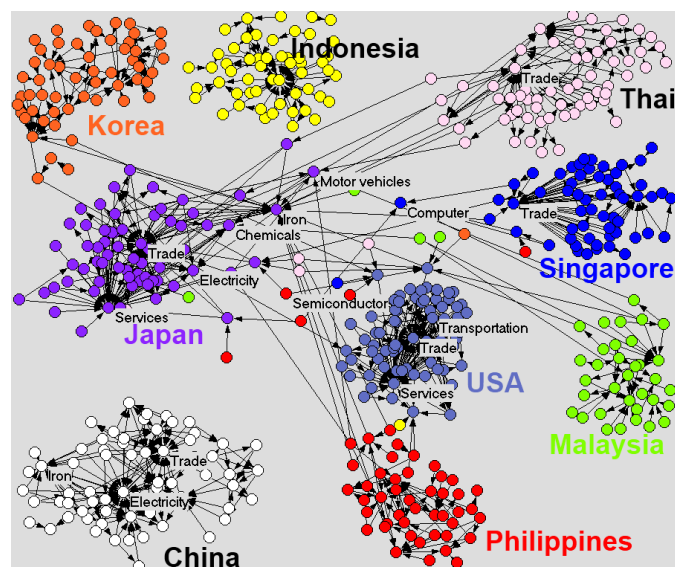 Indonesia
Trade
Thai
Korea
Motor vehicles
Iron
Computer
Trade
Chemicals
Trade
Singapore
Electricity
Semiconductor
Services
Japan
Transportation
Trade
USA
Services
Malaysia
Trade
Iron
Electricity
Philippines
China